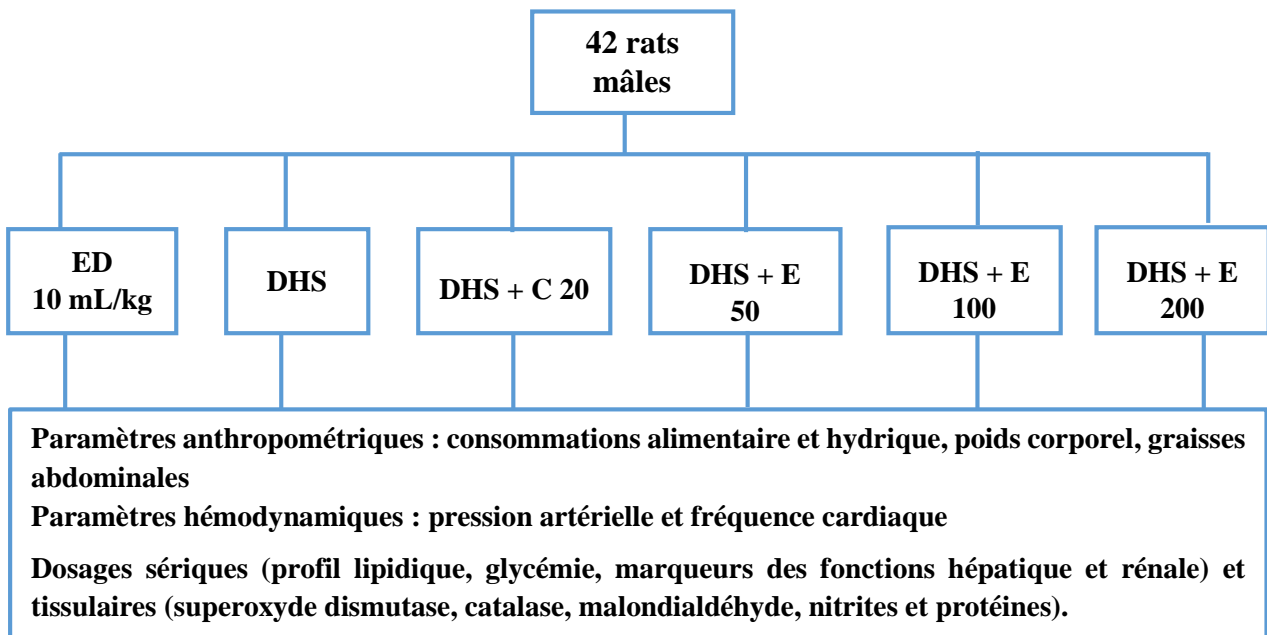 42 rats
mâles
ED
10 mL/kg
DHS
DHS + C 20
DHS + E
50
DHS + E
100
DHS + E
200
Paramètres anthropométriques : consommations alimentaire et hydrique, poids corporel, graisses
abdominales
Paramètres hémodynamiques : pression artérielle et fréquence cardiaque
Dosages sériques (profil lipidique, glycémie, marqueurs des fonctions hépatique et rénale) et
tissulaires (superoxyde dismutase, catalase, malondialdéhyde, nitrites et protéines).